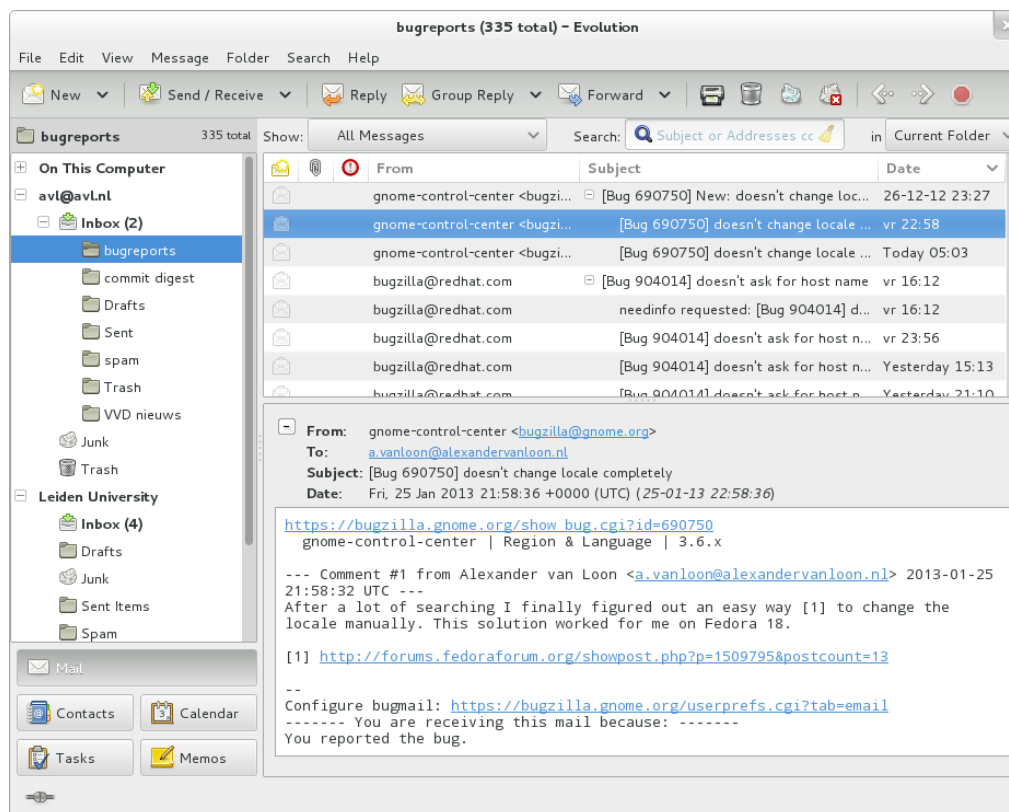 bugreports (335 total) – Evolution
File Edit View Message Folder Search Help
New Send / Receive Reply Group Reply Forward
bugreports 335 total Show: All Messages Search: Subject or Addresses cc in Current Folder
On This Computer
avl@avl.nl
Inbox (2)
bugreports
commit digest
Drafts
Sent
spam
Trash
VVD nieuws
Junk
Trash
Leiden University
Inbox (4)
Drafts
Junk
Sent Items
Spam
Mail
Contacts Calendar
Tasks Memos
From Subject Date
gnome-control-center <bugzi... [Bug 690750] New: doesn't change loc... 26-12-12 23:27
gnome-control-center <bugzi... [Bug 690750] doesn't change locale ... vr 22:58
gnome-control-center <bugzi... [Bug 690750] doesn't change locale ... Today 05:03
bugzilla@redhat.com [Bug 904014] doesn't ask for host name vr 16:12
bugzilla@redhat.com needinfo requested: [Bug 904014] d... vr 16:12
bugzilla@redhat.com [Bug 904014] doesn't ask for host n... vr 23:56
bugzilla@redhat.com [Bug 904014] doesn't ask for host n... Yesterday 15:13
bugzilla@redhat.com [Bug 904014] doesn't ask for host n... Yesterday 21:10
From: gnome-control-center <bugzilla@gnome.org>
To: a.vanloon@alexandervanloon.nl
Subject: [Bug 690750] doesn't change locale completely
Date: Fri, 25 Jan 2013 21:58:36 +0000 (UTC) (25-01-13 22:58:36)
https://bugzilla.gnome.org/show_bug.cgi?id=690750
gnome-control-center | Region & Language | 3.6.x
--- Comment #1 from Alexander van Loon <a.vanloon@alexandervanloon.nl> 2013-01-25
21:58:32 UTC ---
After a lot of searching I finally figured out an easy way [1] to change the
locale manually. This solution worked for me on Fedora 18.
[1] http://forums.fedoraforum.org/showpost.php?p=1509795&postcount=13
--
Configure bugmail: https://bugzilla.gnome.org/userprefs.cgi?tab=email
------- You are receiving this mail because: -------
You reported the bug.